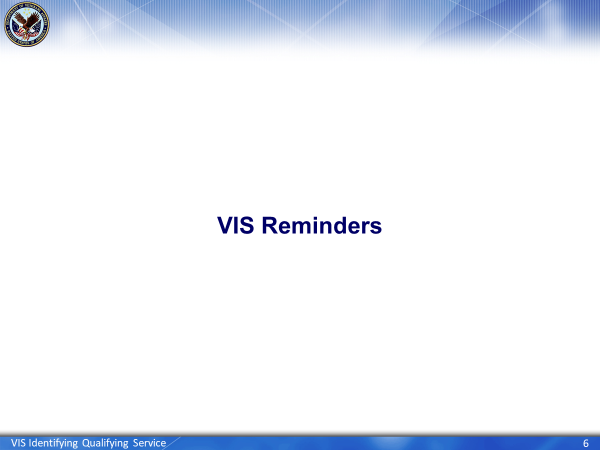 VIS Reminders
VIS Identifying Qualifying Service
6